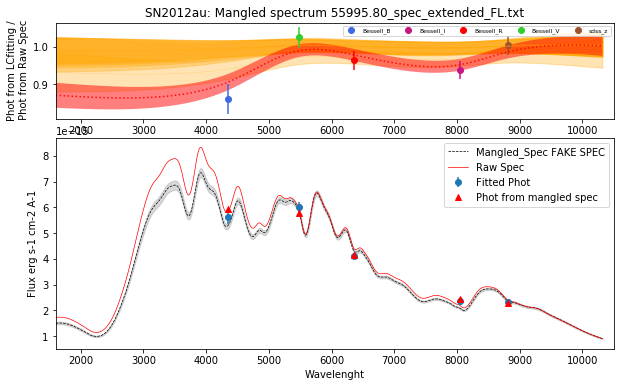 SN2012au: Mangled spectrum 55995.80_spec_extended_FL.txt
Phot from LCfitting /
Phot from Raw Spec
1.0
0.9
Bessell_B
Bessell_I
Bessell_R
Bessell_V
sdss_z
2000 3000 4000 5000 6000 7000 8000 9000 10000
Flux erg s-1 cm-2 A-1
8
7
6
5
4
3
2
1
Mangled_Spec FAKE SPEC
Raw Spec
Fitted Phot
Phot from mangled spec
2000 3000 4000 5000 6000 7000 8000 9000 10000
Wavelenght